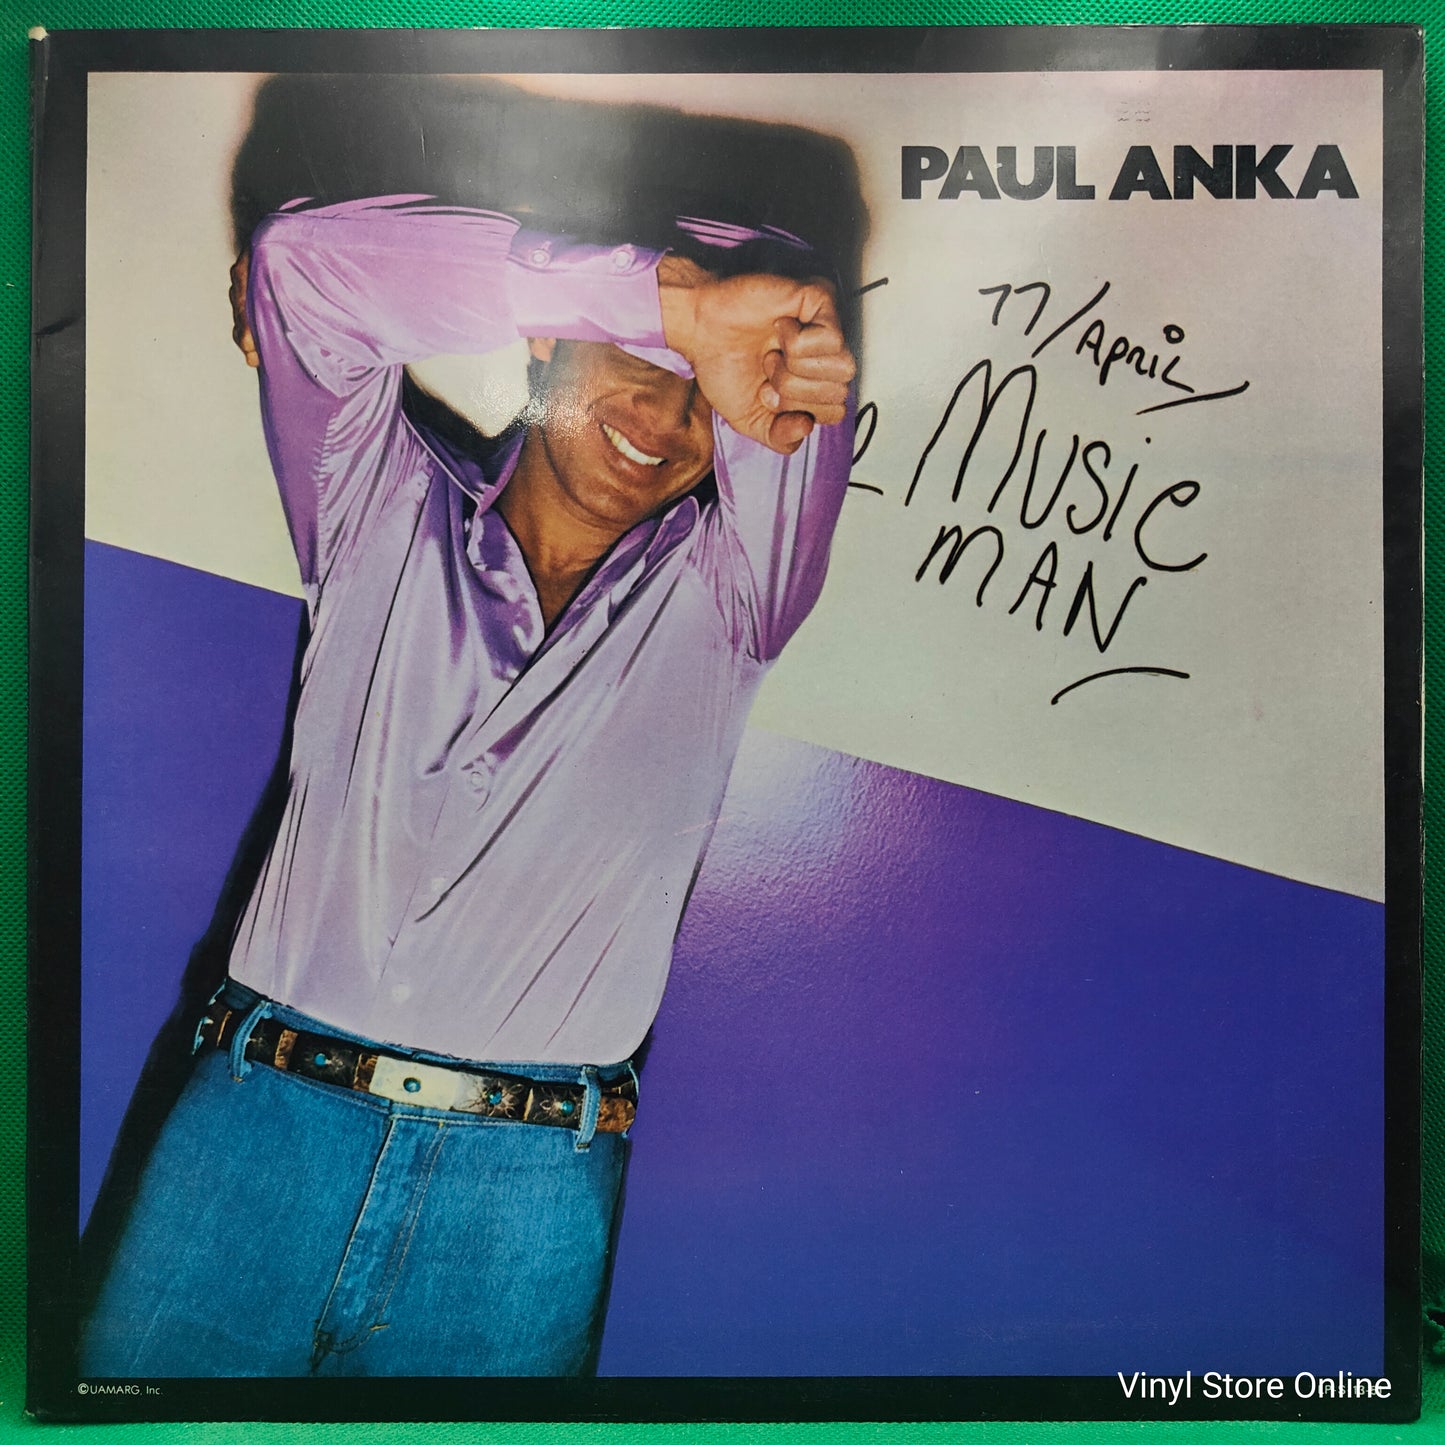 PAUL ANKA
77/April
Music
MAN
©UAMARG, Inc.
Vinyl Store Online